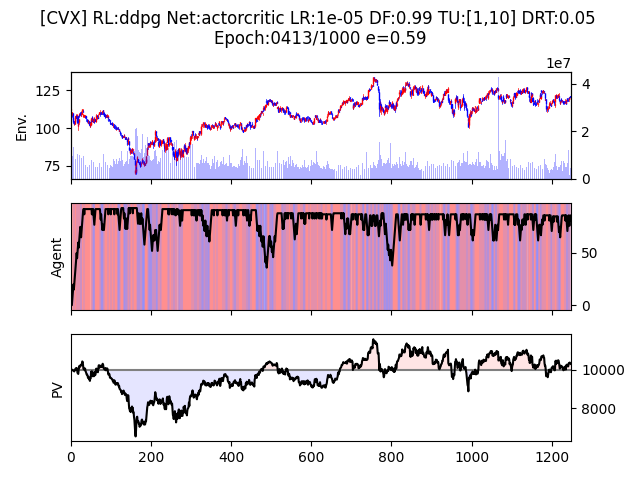 [CVX] RL:ddpg Net:actorcritic LR:1e-05 DF:0.99 TU:[1,10] DRT:0.05
Epoch:0413/1000 e=0.59
1e7
125
100
75
Env.
4
2
0
Agent
50
0
PV
10000
8000
0
200
400
600
800
1000
1200